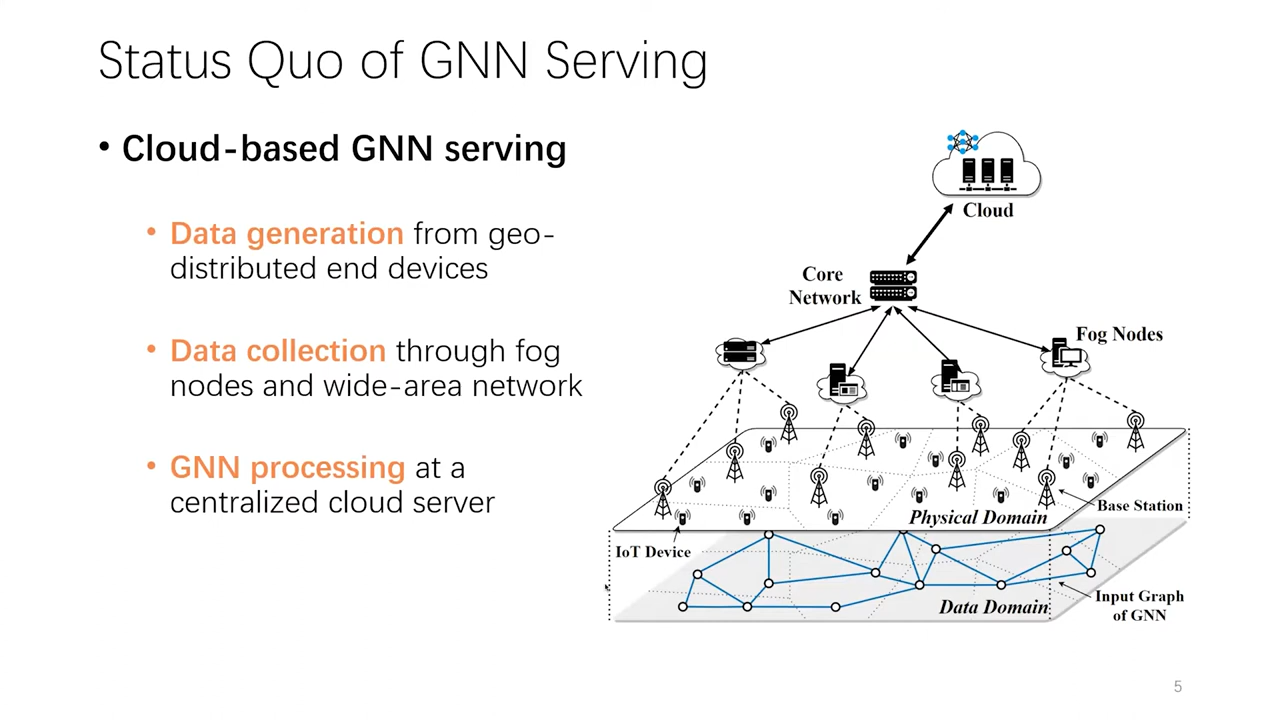 Status Quo of GNN Serving
• Cloud-based GNN serving
• Data generation from geo-
distributed end devices
• Data collection through fog
nodes and wide-area network
• GNN processing at a
centralized cloud server
Cloud
Core
Network
Fog Nodes
Base Station
Physical Domain
IoT Device
Input Graph
of GNN
Data Domain
5